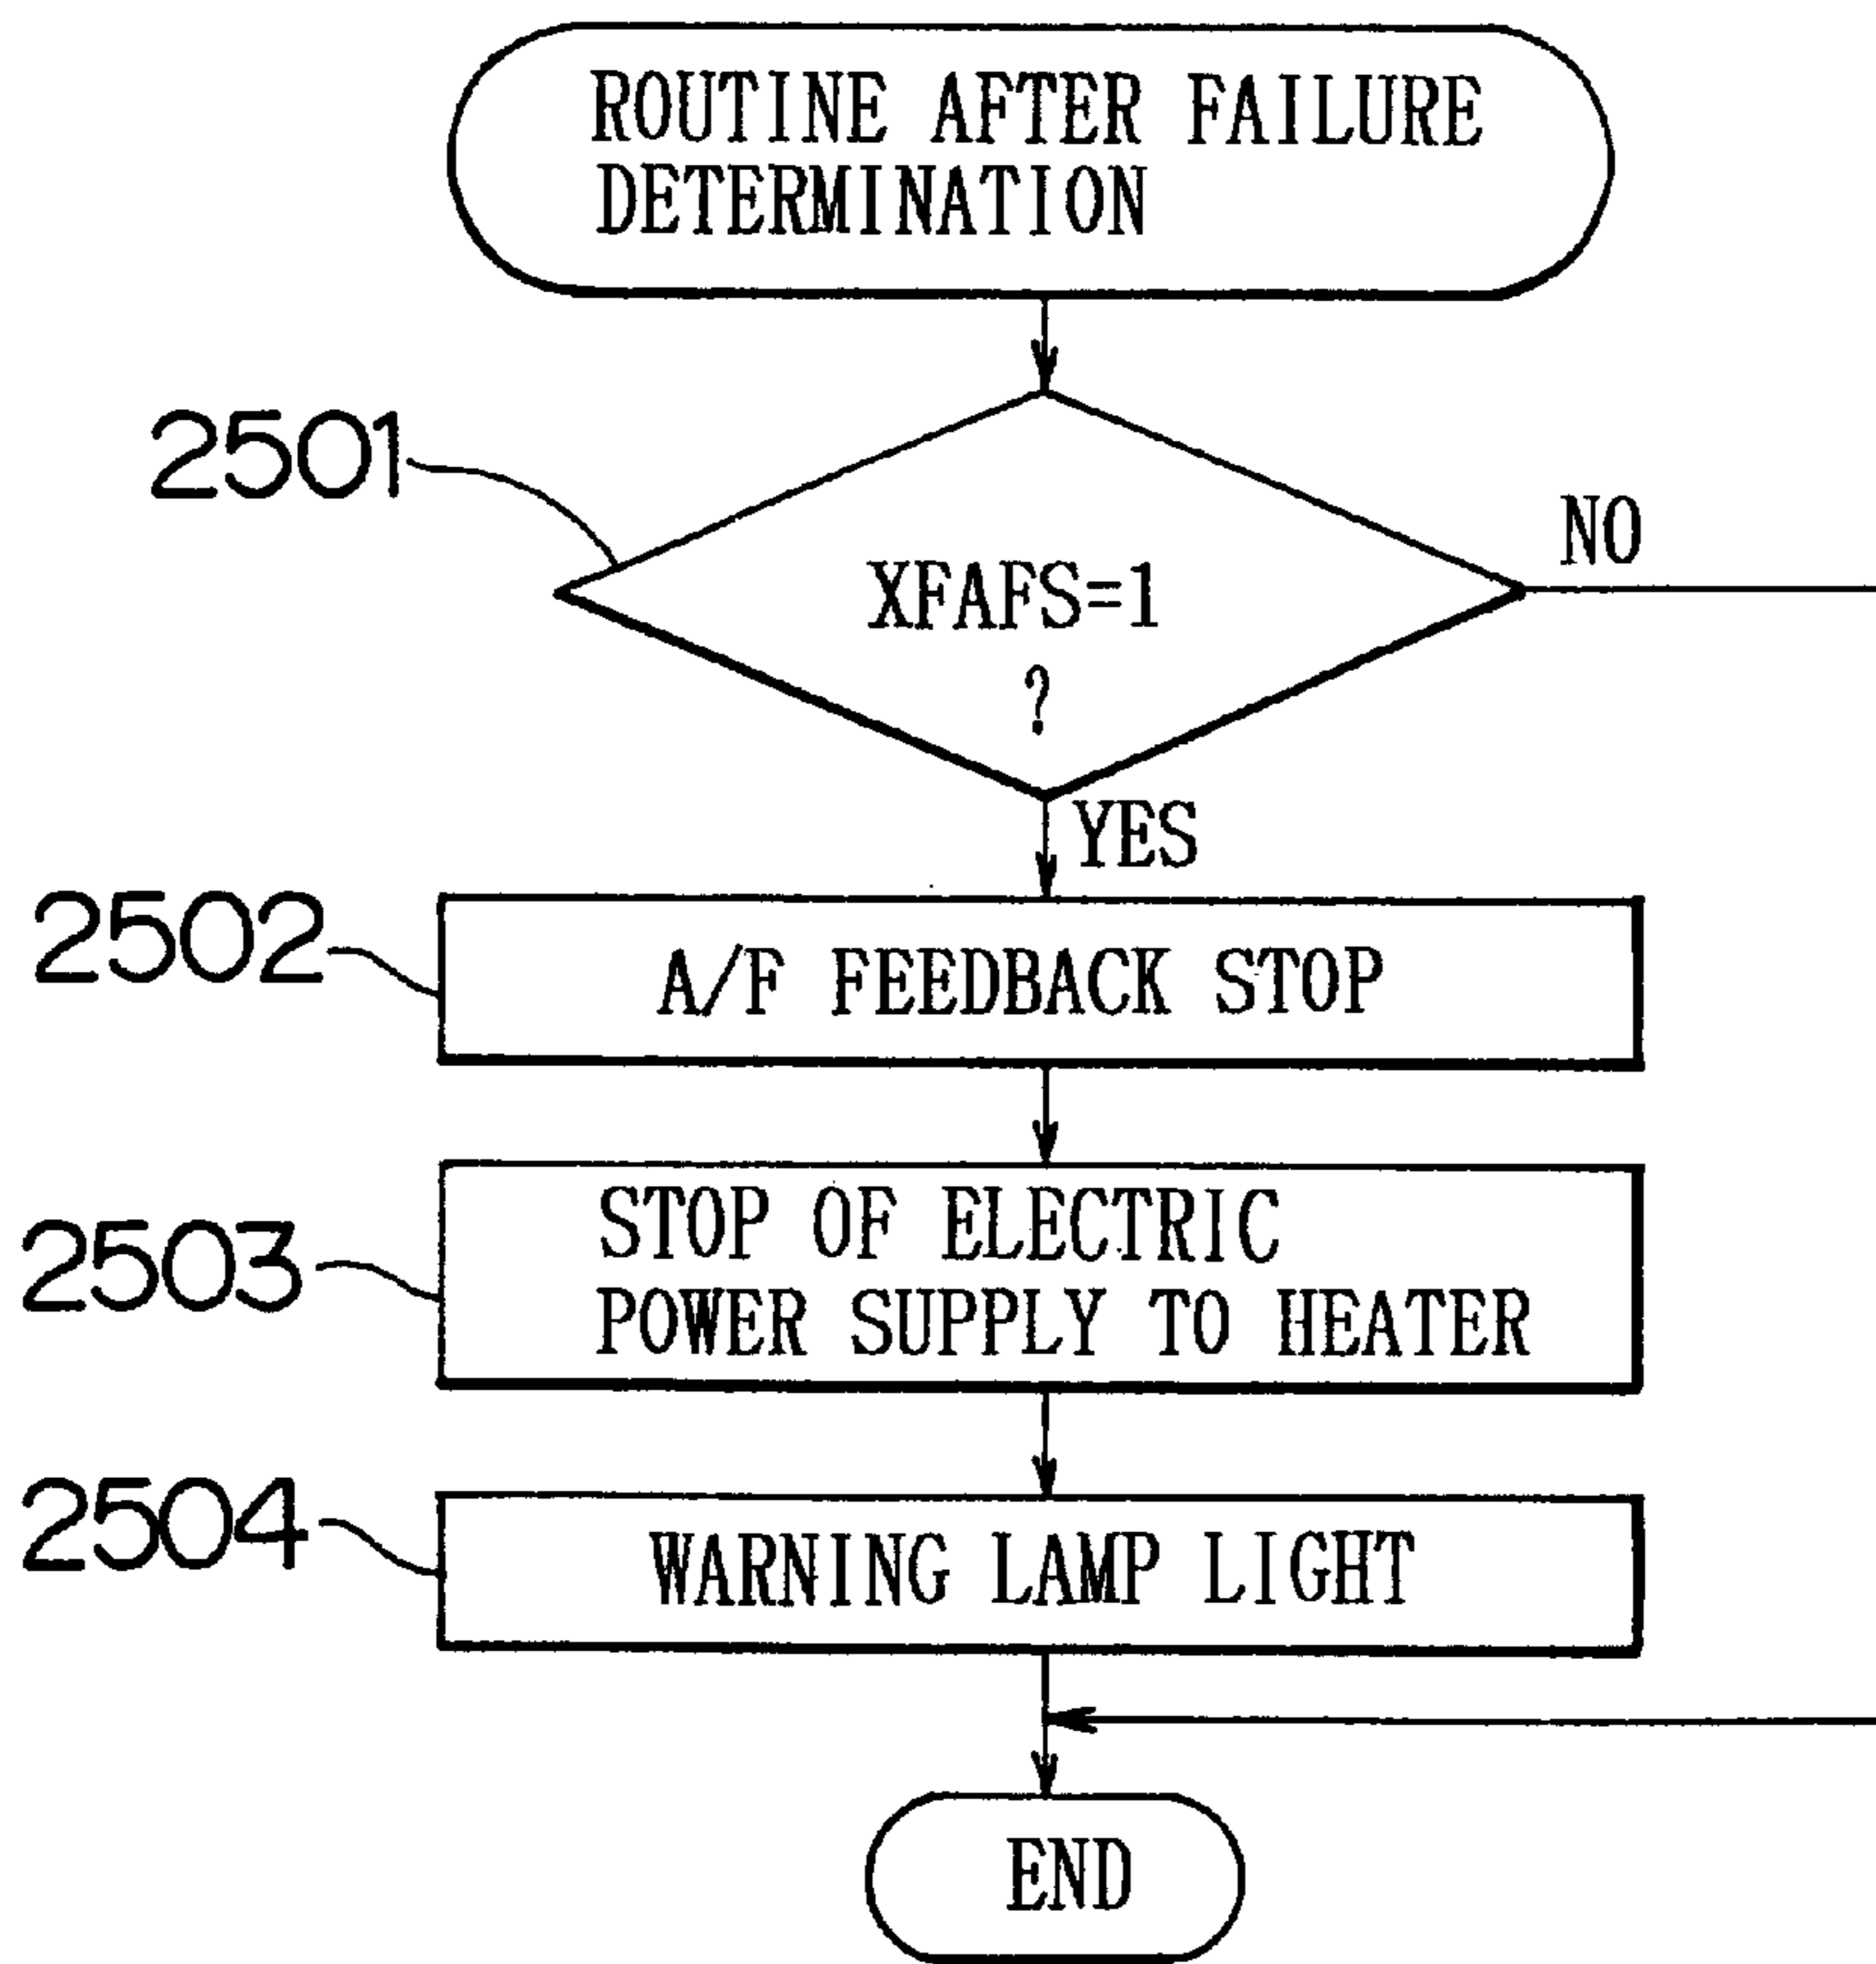 ROUTINE AFTER FAILURE
DETERMINATION
2501
XFAFS=1
?
NO
YES
2502
A/F FEEDBACK STOP
2503
STOP OF ELECTRIC
POWER SUPPLY TO HEATER
2504
WARNING LAMP LIGHT
END